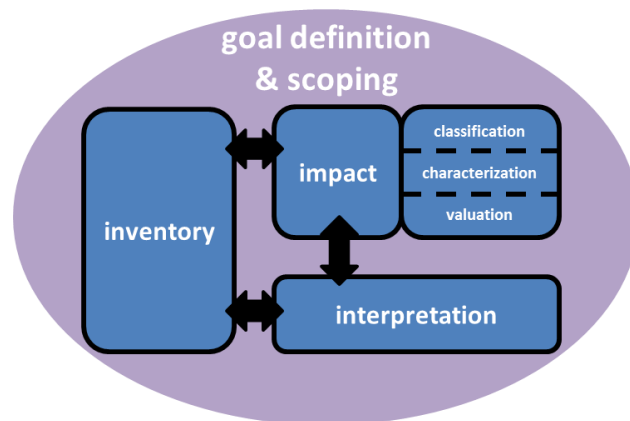 goal definition
& scoping
inventory
impact
classification
characterization
valuation
interpretation